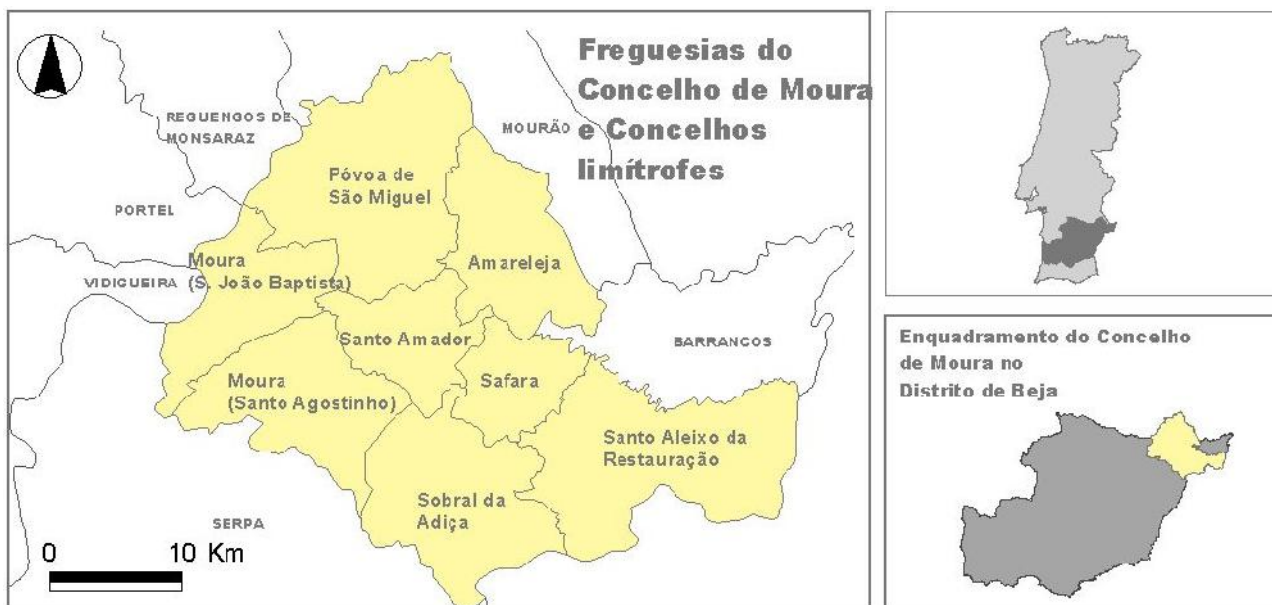 Freguesias do
Concelho de Moura
e Concelhos
limítrofes
REGUENGOS DE
MONSARAZ
MOURÃO
Póvoa de
São Miguel
PORTEL
Moura
(S. João Baptista)
Amareleja
VIDIGUEIRA
Santo Amador
BARRANCOS
Moura
(Santo Agostinho)
Safara
Santo Aleixo da
Restauração
Sobral da
Adiça
SERPA
0 10 Km
Enquadramento do Concelho
de Moura no
Distrito de Beja